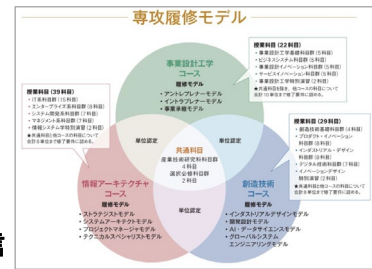 専攻履修モデル
授業科目 (22科目)
・事業設計工学基礎科目群 (5科目)
・ビジネスシステム科目群 (5科目)
・事業イノベーション科目群 (5科目)
・サービスイノベーション科目群 (5科目)
・事業設計工学特別演習 (2科目)
事業設計工学
コース
履修モデル
・アントレプレナーモデル
・イントラプレナーモデル
・事業承継モデル
授業科目 (39科目)
・IT系科目群 (15科目)
・エンタープライズ系科目群 (8科目)
・システム開発系科目群 (7科目)
・マネジメント系科目群 (7科目)
・情報システム学特別演習 (2科目)
単位認定
単位認定
共通科目
産業技術研究科科目群
4科目
選択必修科目群
2科目
授業科目 (29科目)
・創造技術基礎科目群 (4科目)
・プロダクト・イノベーション
科目群 (8科目)
・インダストリアル・デザイン
科目群 (8科目)
・デジタル技術科目群 (7科目)
・イノベーションデザイン
特別演習 (2科目)
情報アーキテクチャ
コース
履修モデル
・ストラテジストモデル
・システムアーキテクトモデル
・プロジェクトマネージャモデル
・テクニカルスペシャリストモデル
単位認定
創造技術
コース
履修モデル
・インダストリアルデザインモデル
・開発設計モデル
・AI・データサイエンスモデル
・グローバルシステム
エンジニアリングモデル